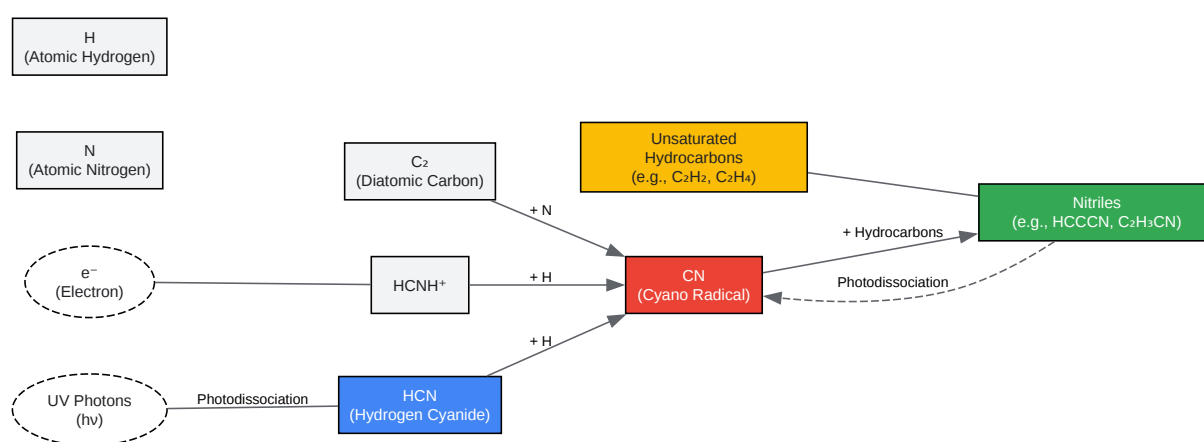 H
(Atomic Hydrogen)
N
(Atomic Nitrogen)
C₂
(Diatomic Carbon)
Unsaturated
Hydrocarbons
(e.g., C₂H₂, C₂H₄)
Nitriles
(e.g., HCCCN, C₂H₃CN)
+ N
+ Hydrocarbons
e⁻
(Electron)
HCNH⁺
+ H
CN
(Cyano Radical)
Photodissociation
+ H
UV Photons
(hν)
Photodissociation
HCN
(Hydrogen Cyanide)